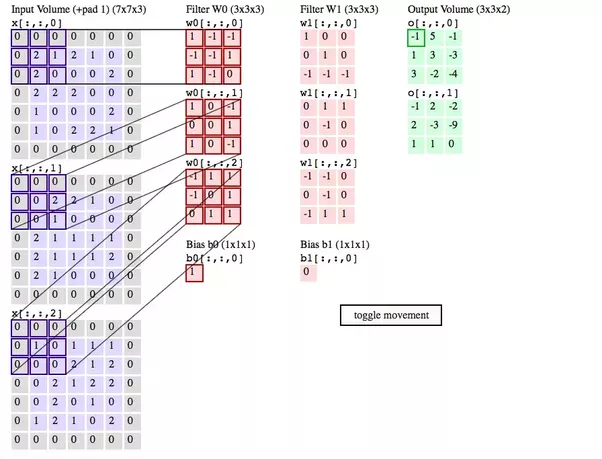 Input Volume (+pad 1) (7x7x3)
x[:,:,0]
0 0 0 0 0 0 0
0 2 1 2 1 0 0
0 2 0 0 0 2 0
0 2 2 2 0 0 0
0 1 0 0 0 2 0
0 1 0 2 2 1 0
0 0 0 0 0 0 0
x[:,:,1]
0 0 0 0 0 0 0
0 0 2 2 1 0 0
0 0 1 0 0 0 0
0 2 1 1 1 1 0
0 2 1 1 2 0 0
0 2 1 0 0 0 0
0 0 0 0 0 0 0
x[:,:,2]
0 0 0 0 0 0 0
0 1 0 1 1 1 0
0 0 0 2 1 2 0
0 0 2 1 2 2 0
0 0 2 0 1 0 0
0 1 2 1 0 2 0
0 0 0 0 0 0 0
Filter W0 (3x3x3)
w0[:,:,0]
1 -1 -1
-1 -1 1
1 -1 0
w0[:,:,1]
1 0 -1
0 0 1
1 0 -1
w0[:,:,2]
-1 1 1
-1 0 1
0 1 1
Bias b0 (1x1x1)
b0[:,:,0]
1
Filter W1 (3x3x3)
w1[:,:,0]
1 0 0
0 1 0
-1 -1 -1
w1[:,:,1]
0 1 1
0 -1 0
0 -1 0
w1[:,:,2]
-1 -1 0
-1 0 0
-1 1 1
Bias b1 (1x1x1)
b1[:,:,0]
0
Output Volume (3x3x2)
o[:,:,0]
-1 5 -1
1 3 -3
3 -2 -4
o[:,:,1]
-1 2 -2
2 -3 -9
1 1 0
toggle movement